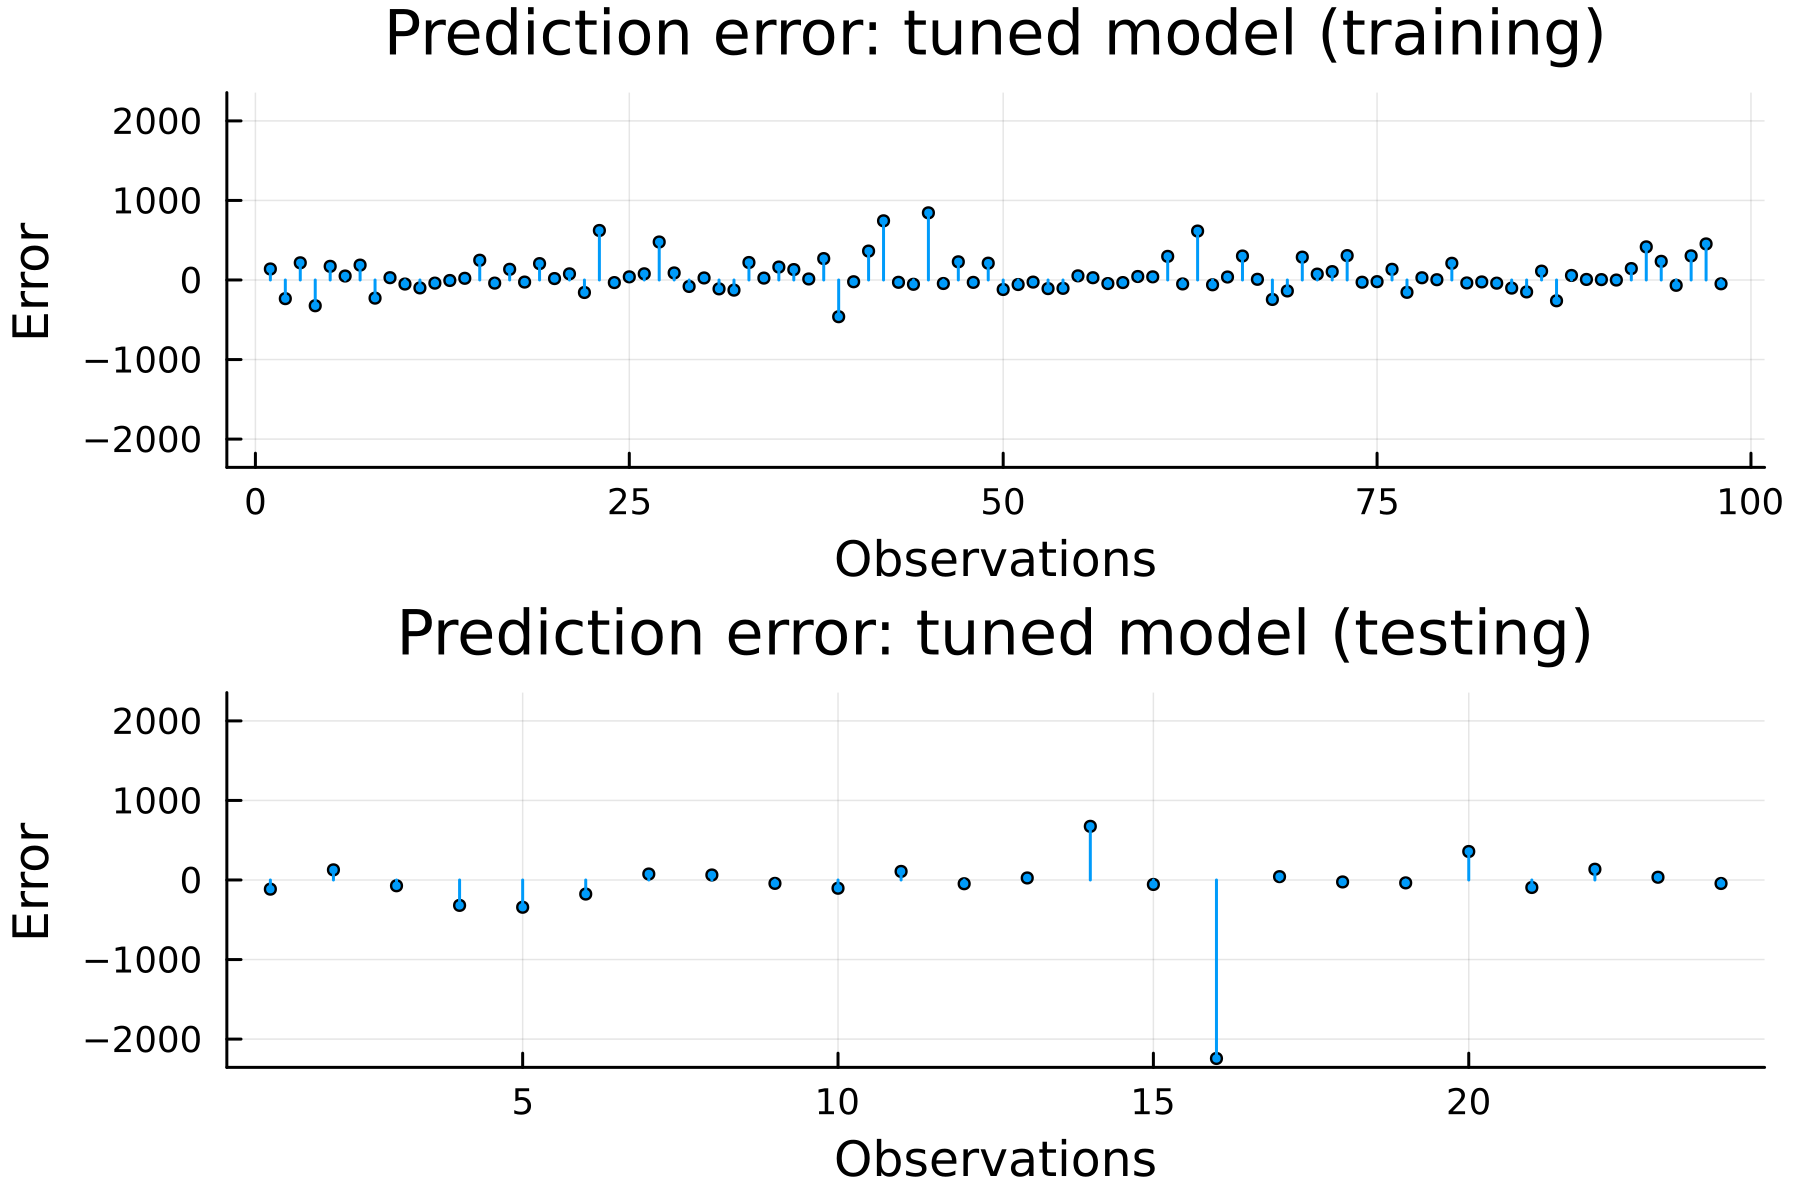 Prediction error: tuned model (training)
2000
1000
0
−1000
−2000
Error
0 25 50 75 100
Observations
Prediction error: tuned model (testing)
2000
1000
0
−1000
−2000
Error
5 10 15 20
Observations